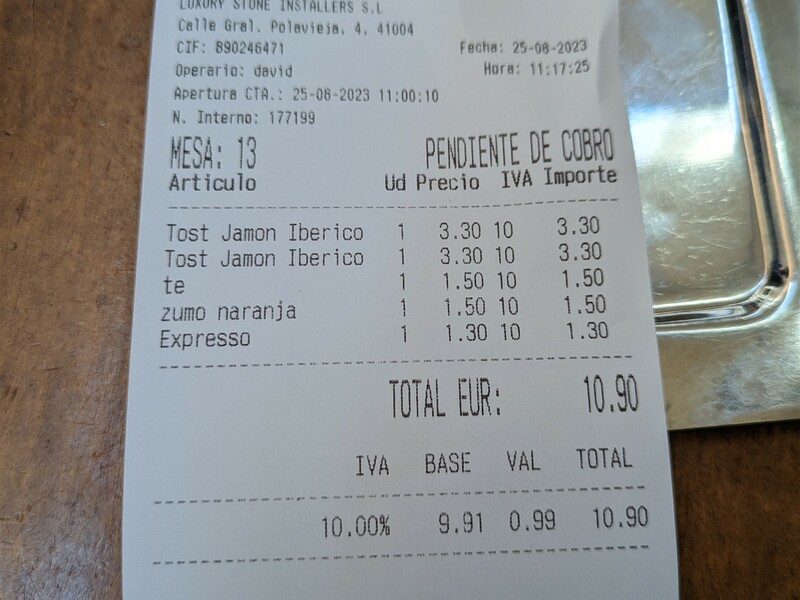 LUXURY STONE INSTALLERS S.L
Calle Gral. Polavieja, 4, 41004
CIF: B90246471 Fecha: 25-08-2023
Operario: david Hora: 11:17:25
Apertura CTA.: 25-08-2023 11:00:10
N. Interno: 177199
MESA: 13 PENDIENTE DE COBRO
Articulo Ud Precio IVA Importe
Tost Jamon Iberico 1 3.30 10 3.30
Tost Jamon Iberico 1 3.30 10 3.30
te 1 1.50 10 1.50
zumo naranja 1 1.50 10 1.50
Expresso 1 1.30 10 1.30
TOTAL EUR: 10.90
IVA BASE VAL TOTAL
10.00% 9.91 0.99 10.90